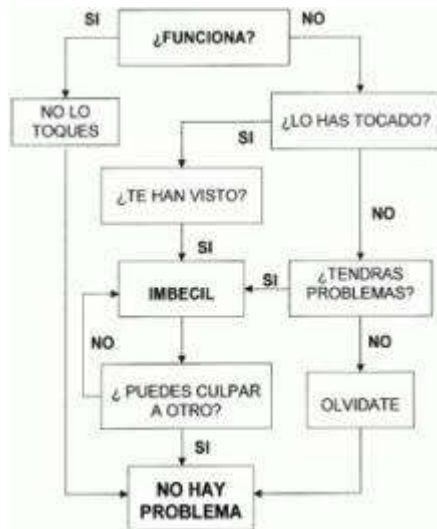 SI
NO
¿FUNCIONA?
NO LO
TOQUES
¿LO HAS TOCADO?
SI
¿TE HAN VISTO?
NO
SI
¿TENDRAS
PROBLEMAS?
SI
IMBECIL
NO
NO
¿ PUEDES CULPAR
A OTRO?
OLVIDATE
SI
NO HAY
PROBLEMA